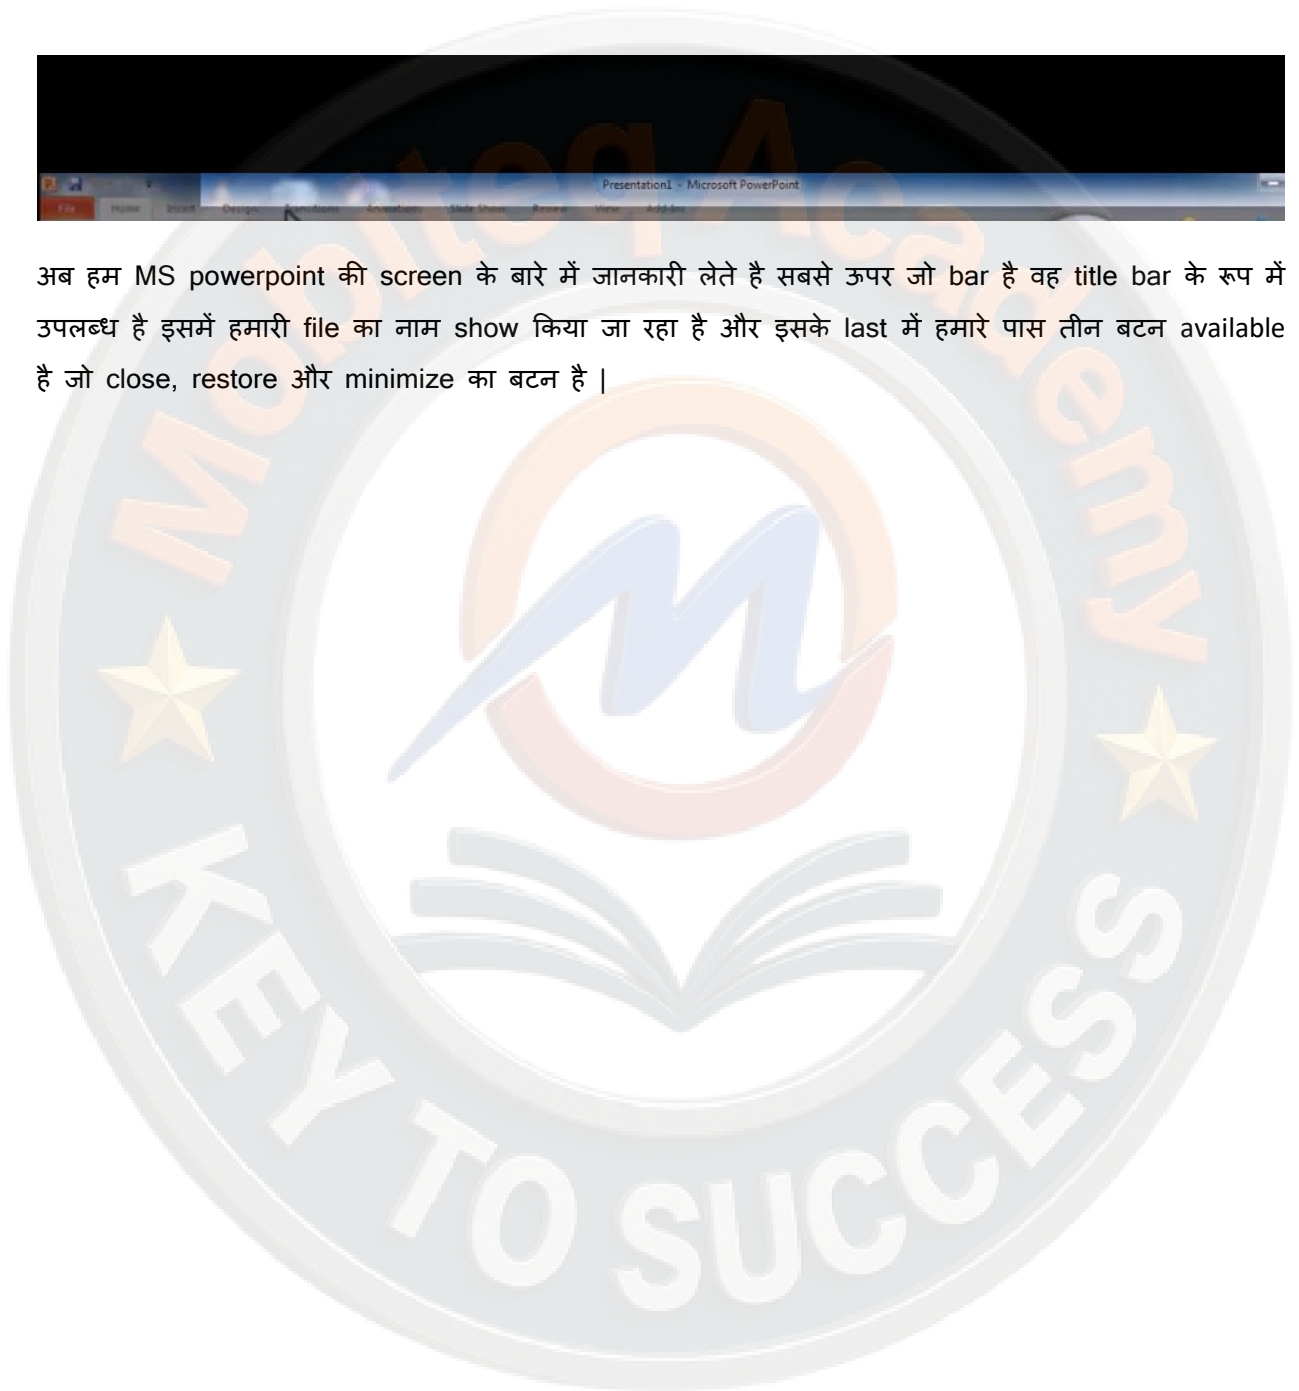 Presentation1 - Microsoft PowerPoint
File Home Insert Design Transitions Animations Slide Show Review View Add-Ins
अब हम MS powerpoint की screen के बारे में जानकारी लेते है सबसे ऊपर जो bar है वह title bar के रूप में
उपलब्ध है इसमें हमारी file का नाम show किया जा रहा है और इसके last में हमारे पास तीन बटन available
है जो close, restore और minimize का बटन है |
Mobiteq Academy
KEY TO SUCCESS